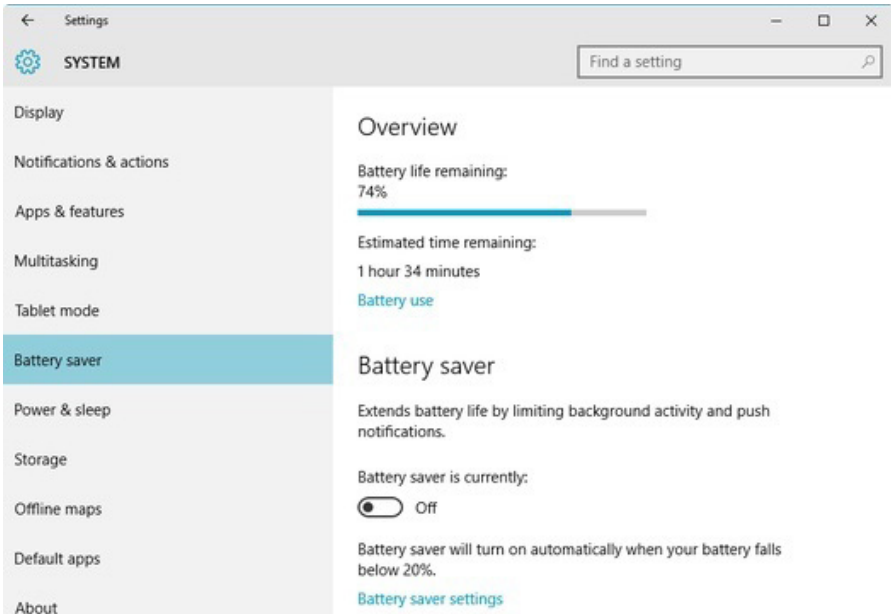 Settings
SYSTEM
Find a setting
Display
Notifications & actions
Apps & features
Multitasking
Tablet mode
Battery saver
Power & sleep
Storage
Offline maps
Default apps
About
Overview
Battery life remaining:
74%
Estimated time remaining:
1 hour 34 minutes
Battery use
Battery saver
Extends battery life by limiting background activity and push
notifications.
Battery saver is currently:
Off
Battery saver will turn on automatically when your battery falls
below 20%.
Battery saver settings